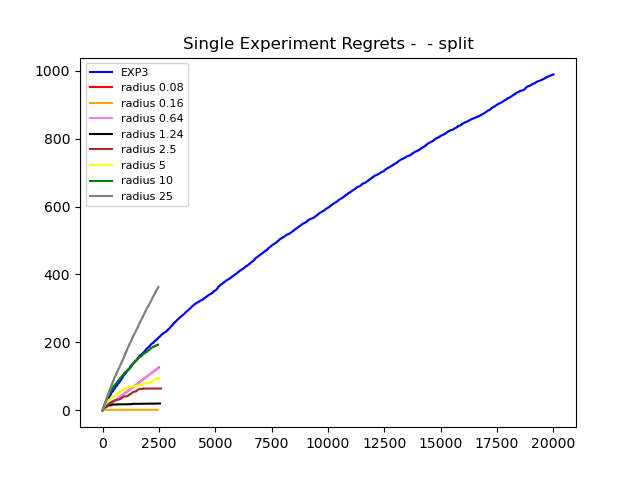 Single Experiment Regrets -  - split
EXP3
radius 0.08
radius 0.16
radius 0.64
radius 1.24
radius 2.5
radius 5
radius 10
radius 25
1000
800
600
400
200
0
0 2500 5000 7500 10000 12500 15000 17500 20000